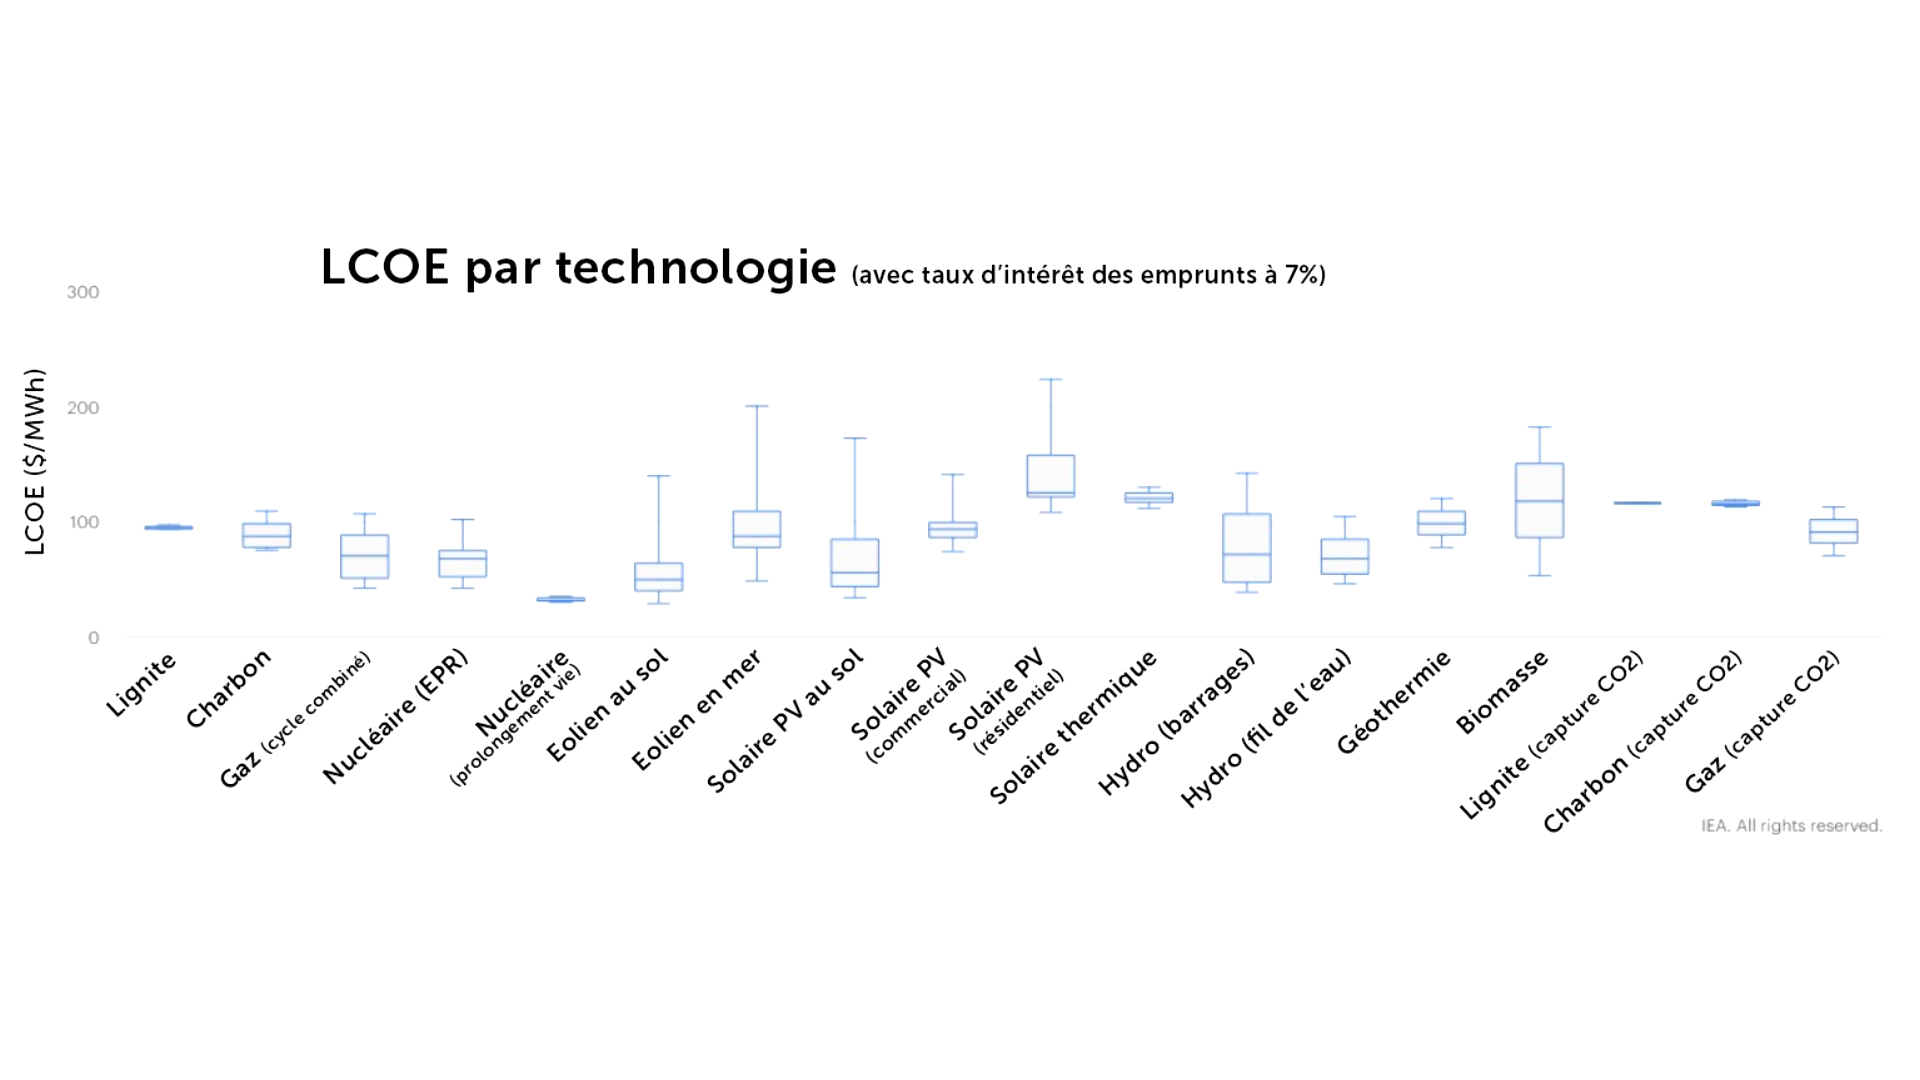 LCOE par technologie (avec taux d’intérêt des emprunts à 7%)
LCOE ($/MWh)
300
200
100
0
Lignite
Charbon
Gaz (cycle combiné)
Nucléaire (EPR)
Nucléaire
(prolongement vie)
Eolien au sol
Eolien en mer
Solaire PV au sol
Solaire PV
(commercial)
Solaire PV
(résidentiel)
Solaire thermique
Hydro (barrages)
Hydro (fil de l’eau)
Géothermie
Biomasse
Lignite (capture CO2)
Charbon (capture CO2)
Gaz (capture CO2)
IEA. All rights reserved.